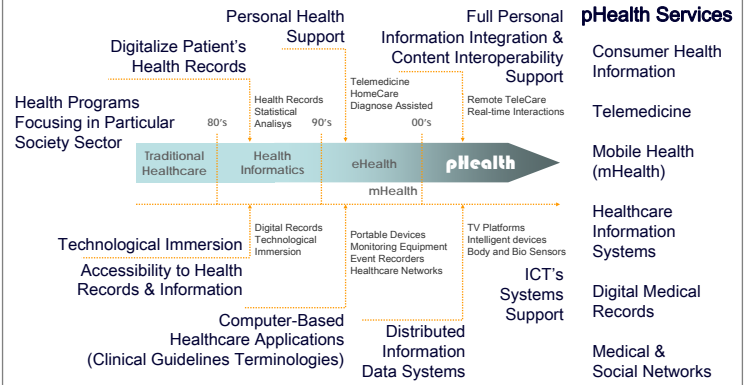 Personal Health
Support
Full Personal
Information Integration &
Content Interoperability
Support
pHealth Services
Digitalize Patient's
Health Records
Consumer Health
Information
Telemedicine
HomeCare
Diagnose Assisted
Health Records
Statistical
Analisys
Remote TeleCare
Real-time Interactions
Health Programs
Focusing in Particular
Society Sector
80's
90's
00's
Telemedicine
Traditional
Healthcare
Health
Informatics
eHealth
pHealth
mHealth
Mobile Health
(mHealth)
Digital Records
Technological
Immersion
Portable Devices
Monitoring Equipment
Event Recorders
Healthcare Networks
TV Platforms
Intelligent devices
Body and Bio Sensors
Healthcare
Information
Systems
Technological Immersion
Accessibility to Health
Records & Information
ICT's
Systems
Support
Digital Medical
Records
Computer-Based
Healthcare Applications
(Clinical Guidelines Terminologies)
Distributed
Information
Data Systems
Medical &
Social Networks